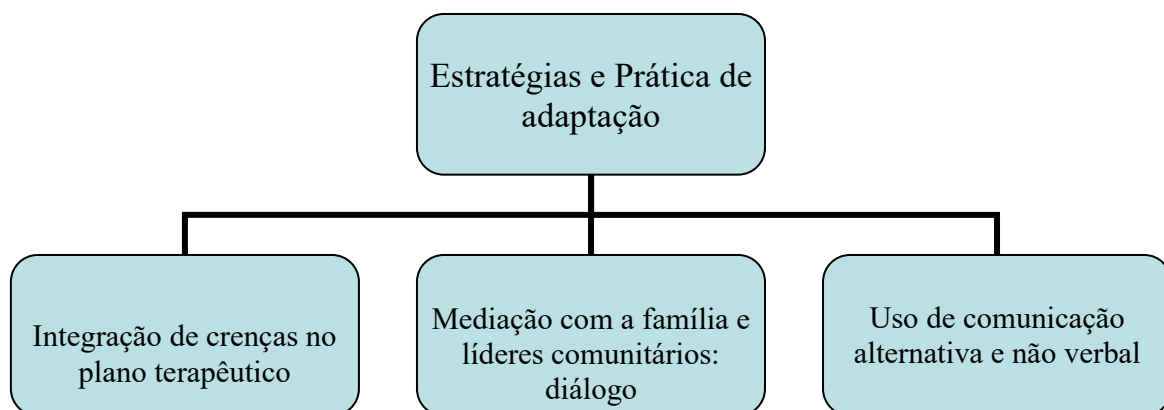 Estratégias e Prática de
adaptação
Integração de crenças no
plano terapêutico
Mediação com a família e
líderes comunitários:
diálogo
Uso de comunicação
alternativa e não verbal